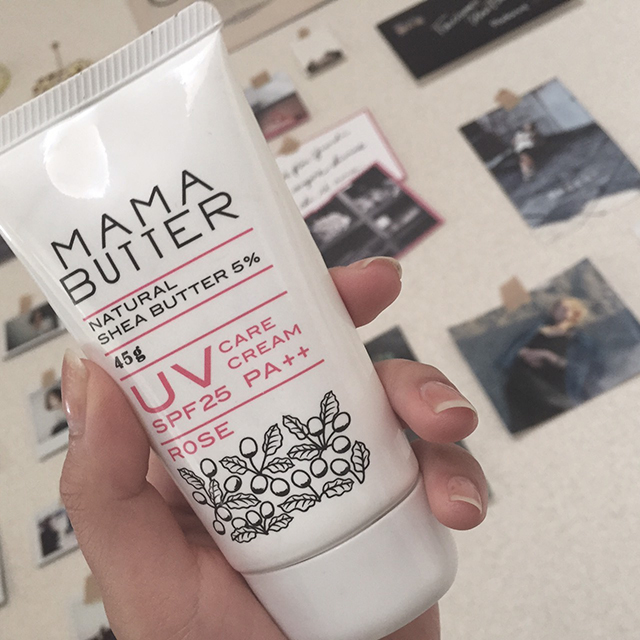 MAMA
BUTTER
NATURAL
SHEA BUTTER 5%
45g
UV CARE
CREAM
SPF25 PA++
ROSE